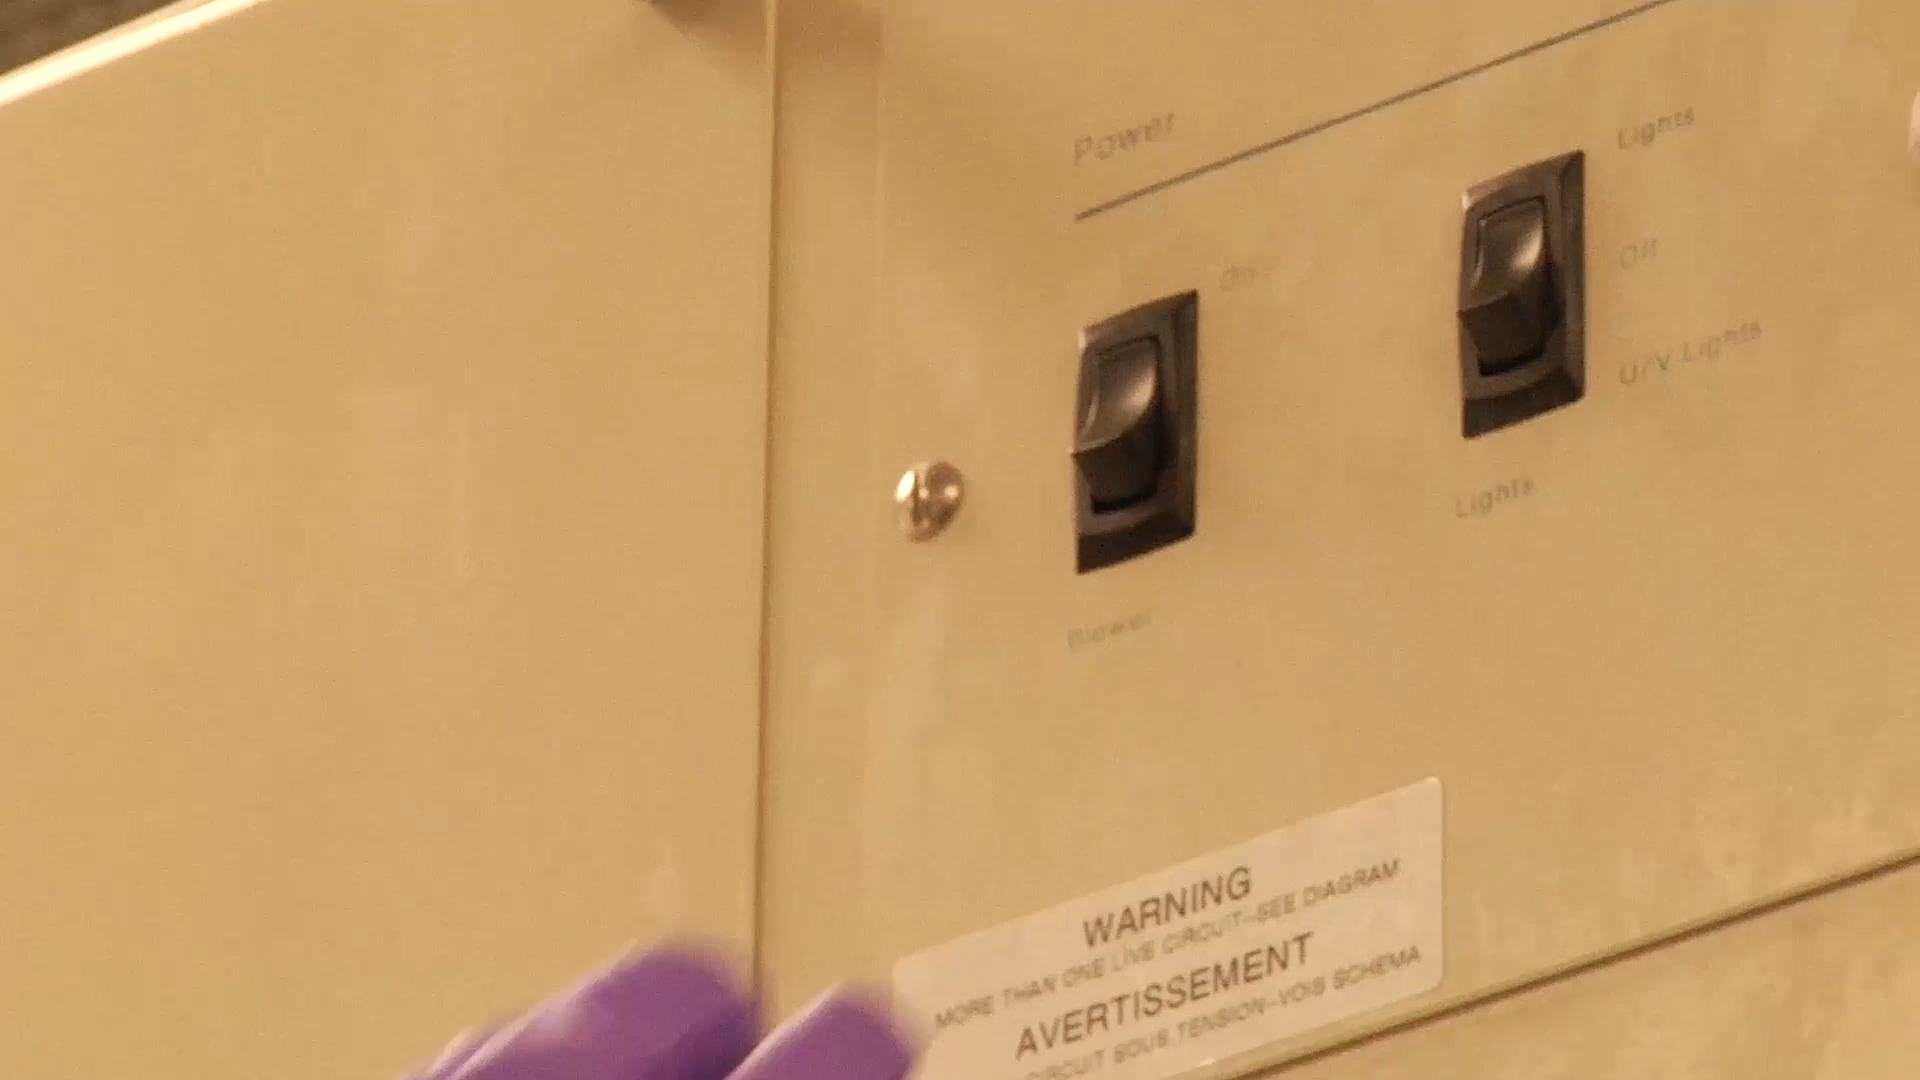 Power
Lights
On
Off
U/V Lights
Lights
Blower
WARNING
MORE THAN ONE LIVE CIRCUIT–SEE DIAGRAM
AVERTISSEMENT
CIRCUIT SOUS TENSION–VOIS SCHEMA